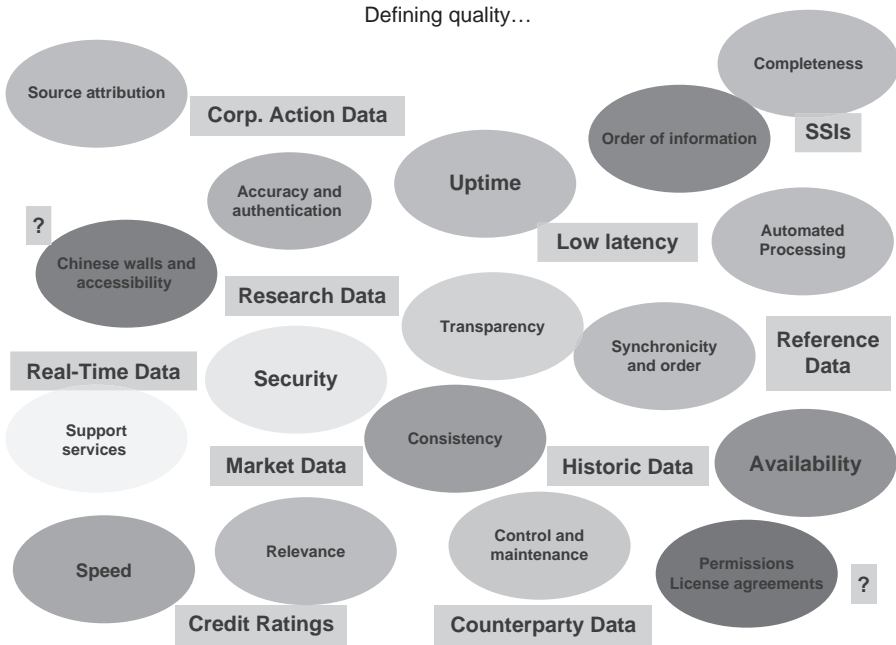 Defining quality…
Completeness
Source attribution
Corp. Action Data
Order of information
SSIs
Accuracy and
authentication
Uptime
?
Low latency
Automated
Processing
Chinese walls and
accessibility
Research Data
Transparency
Synchronicity
and order
Reference
Data
Real-Time Data
Security
Support
services
Consistency
Market Data
Historic Data
Availability
Speed
Relevance
Control and
maintenance
Permissions
License agreements
?
Credit Ratings
Counterparty Data